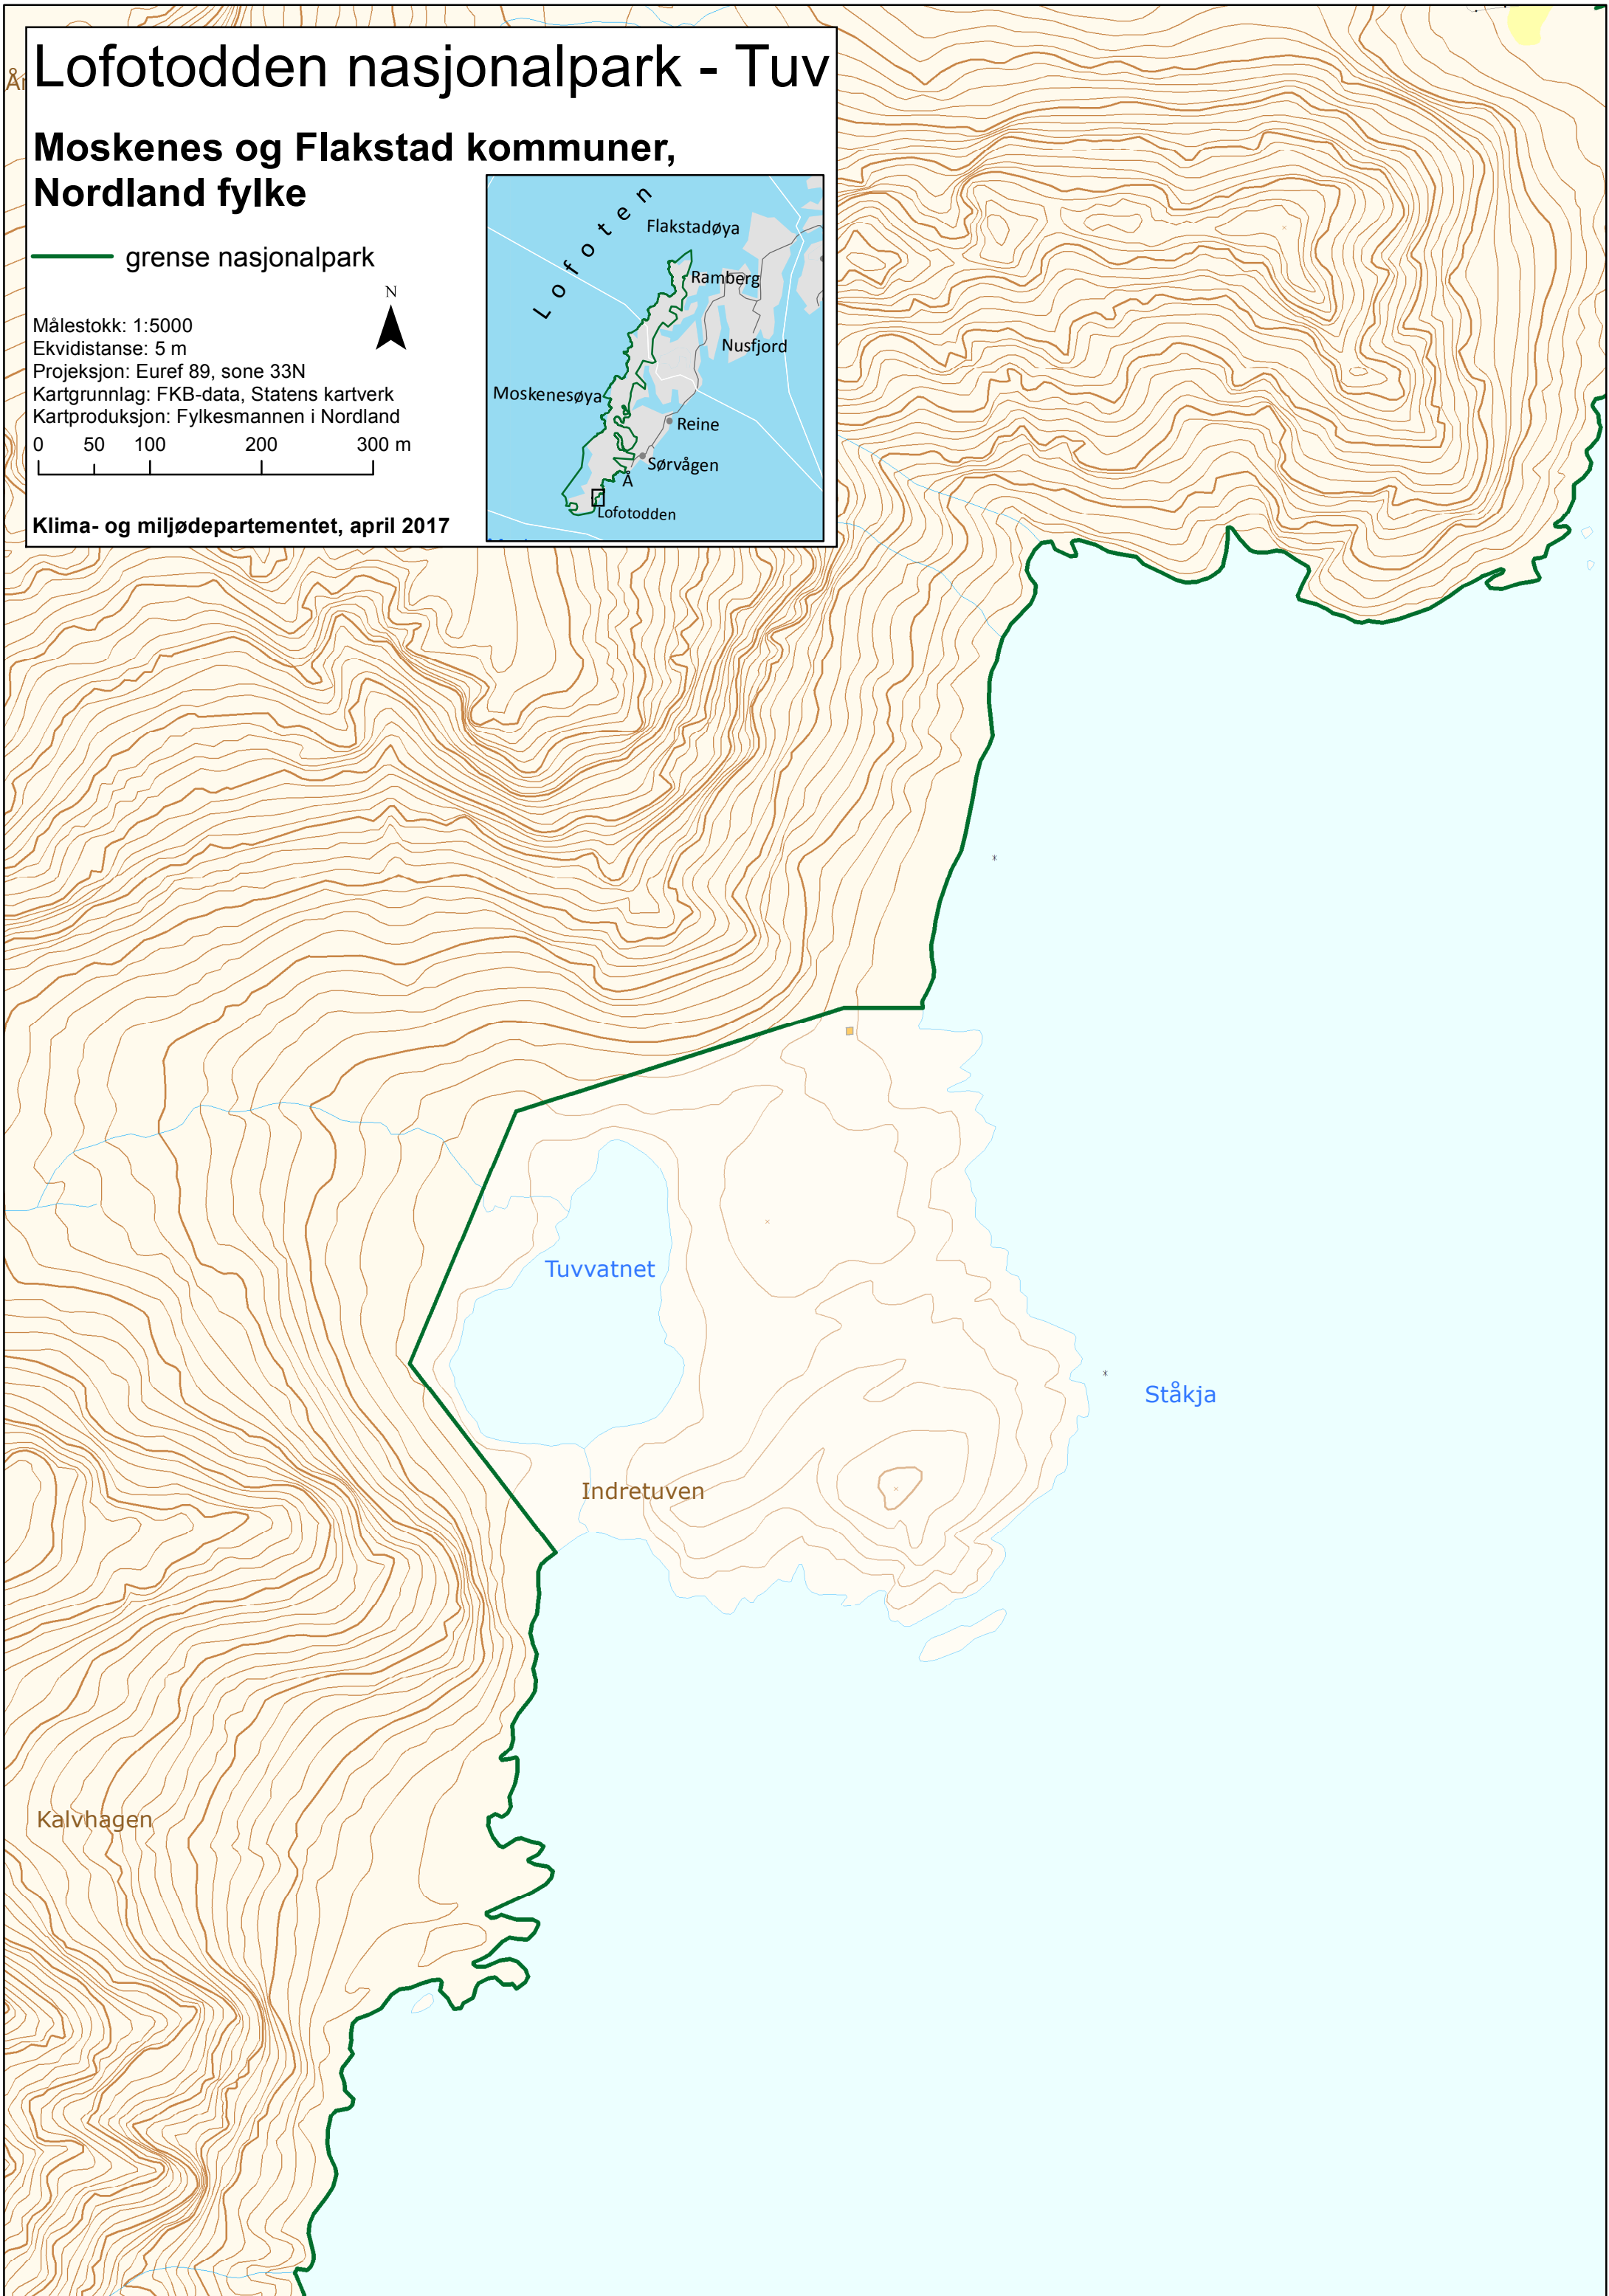 Lofotodden nasjonalpark - Tuv
Moskenes og Flakstad kommuner,
Nordland fylke
grense nasjonalpark
N
Målestokk: 1:5000
Ekvidistanse: 5 m
Projeksjon: Euref 89, sone 33N
Kartgrunnlag: FKB-data, Statens kartverk
Kartproduksjon: Fylkesmannen i Nordland
0 50 100 200 300 m
Klima- og miljødepartementet, april 2017
Lofoten
Flakstadøya
Ramberg
Nusfjord
Moskenesøya
Reine
Sørvågen
Å
Lofotodden
Tuvvatnet
Ståkja
Indretuven
Kalvhagen